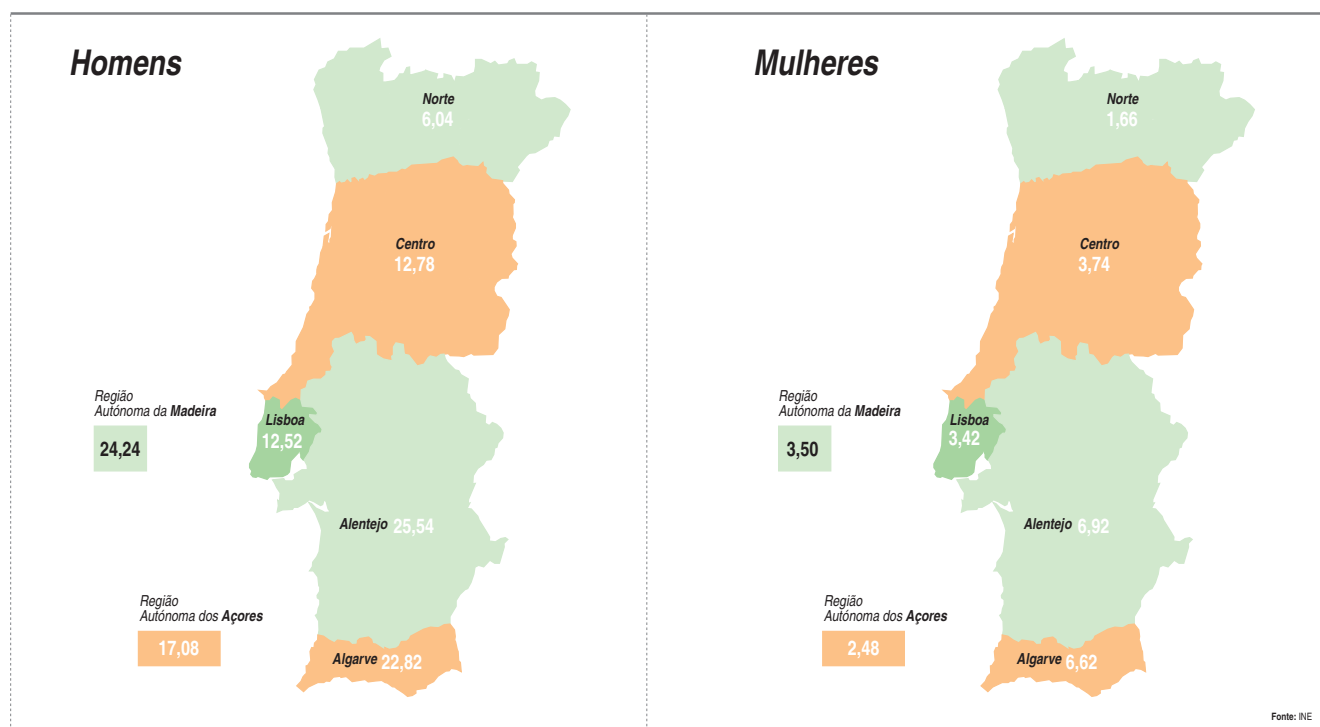 Homens
Norte
6,04
Centro
12,78
Região
Autónoma da Madeira
24,24
Lisboa
12,52
Alentejo 25,54
Região
Autónoma dos Açores
17,08
Algarve 22,82
Mulheres
Norte
1,66
Centro
3,74
Região
Autónoma da Madeira
3,50
Lisboa
3,42
Alentejo 6,92
Região
Autónoma dos Açores
2,48
Algarve 6,62
Fonte: INE